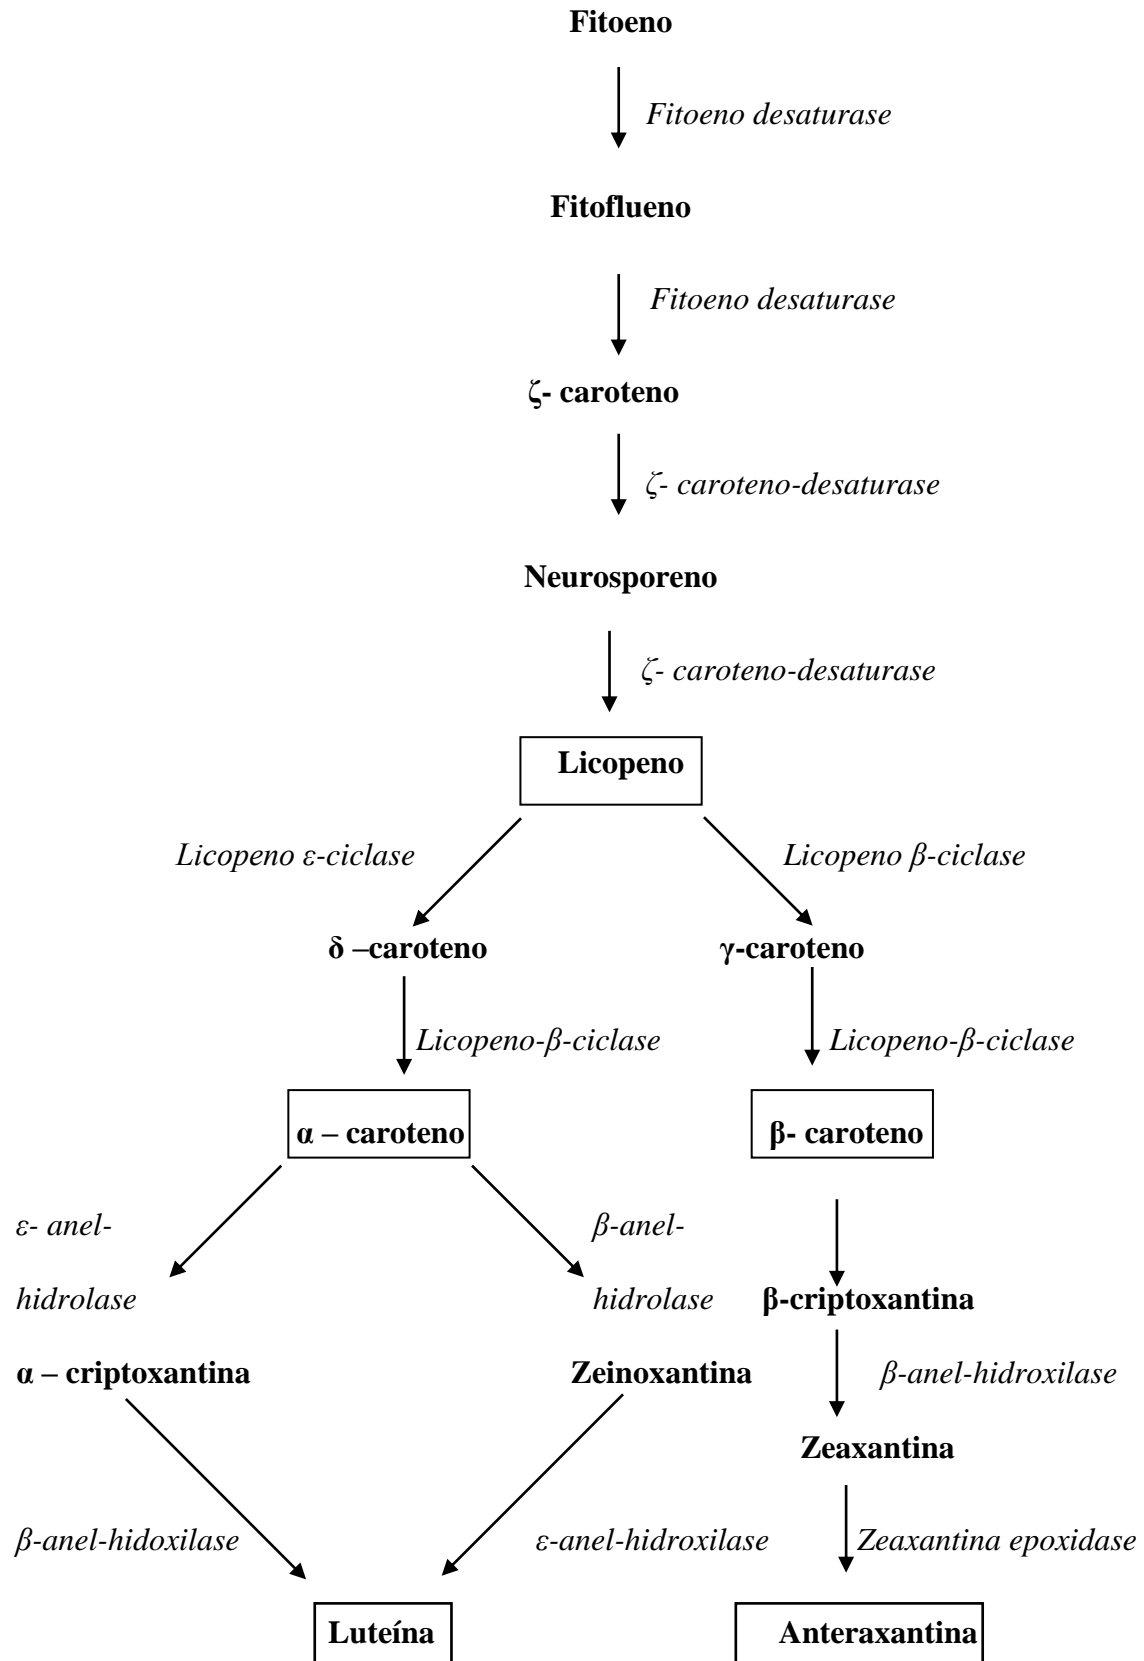 Fitoeno
Fitoeno desaturase
Fitoflueno
Fitoeno desaturase
ζ- caroteno
ζ- caroteno-desaturase
Neurosporeno
ζ- caroteno-desaturase
Licopeno
Licopeno ε-ciclase
Licopeno β-ciclase
δ –caroteno
γ-caroteno
Licopeno-β-ciclase
Licopeno-β-ciclase
α – caroteno
β- caroteno
ε- anel-
hidrolase
β-anel-
hidrolase
β-criptoxantina
α – criptoxantina
Zeinoxantina
β-anel-hidroxilase
Zeaxantina
β-anel-hidoxilase
ε-anel-hidroxilase
Zeaxantina epoxidase
Luteína
Anteraxantina